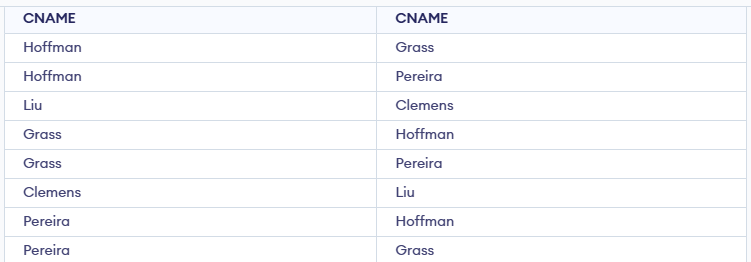 CNAME CNAME
Hoffman Grass
Hoffman Pereira
Liu Clemens
Grass Hoffman
Grass Pereira
Clemens Liu
Pereira Hoffman
Pereira Grass